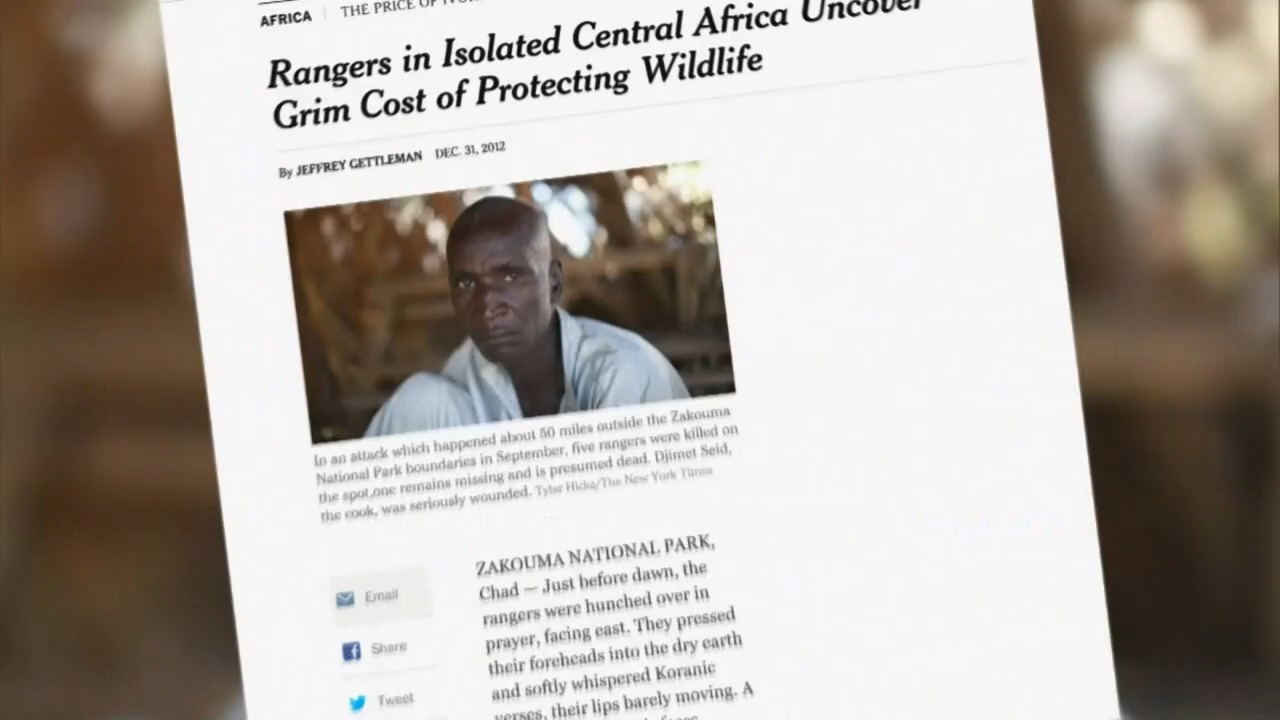 AFRICA | THE PRICE OF
Rangers in Isolated Central Africa Uncover
Grim Cost of Protecting Wildlife
By JEFFREY GETTLEMAN DEC. 31, 2012
In an attack which happened about 50 miles outside the Zakouma
National Park boundaries in September, five rangers were killed on
the spot,one remains missing and is presumed dead. Djimet Seid,
the cook, was seriously wounded. Tyler Hicks/The New York Times
ZAKOUMA NATIONAL PARK,
Chad — Just before dawn, the
Email
rangers were hunched over in
prayer, facing east. They pressed
Share
their foreheads into the dry earth
and softly whispered Koranic
Tweet
verses, their lips barely moving. A